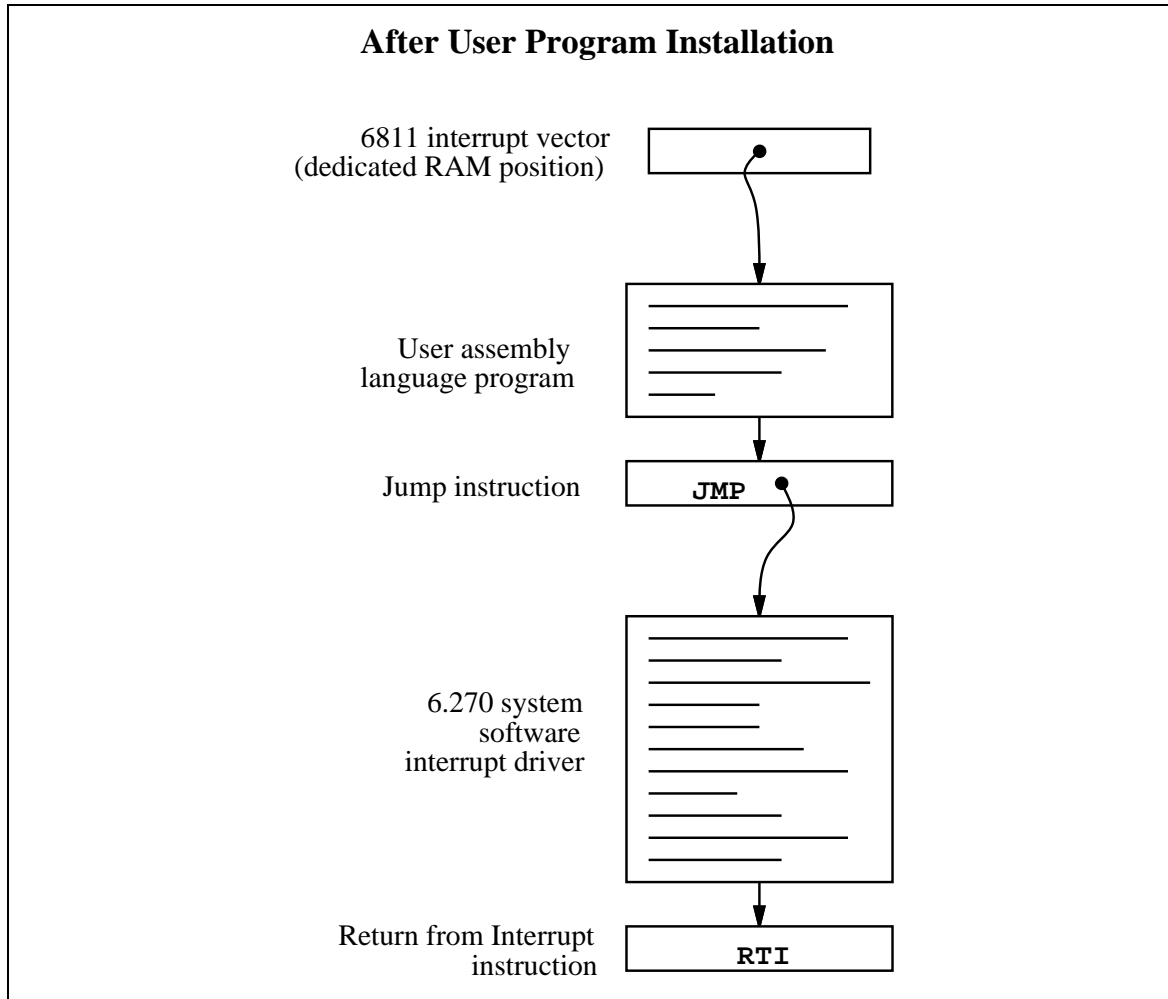 After User Program Installation
6811 interrupt vector
(dedicated RAM position)
User assembly
language program
Jump instruction
JMP
6.270 system
software
interrupt driver
Return from Interrupt
instruction
RTI